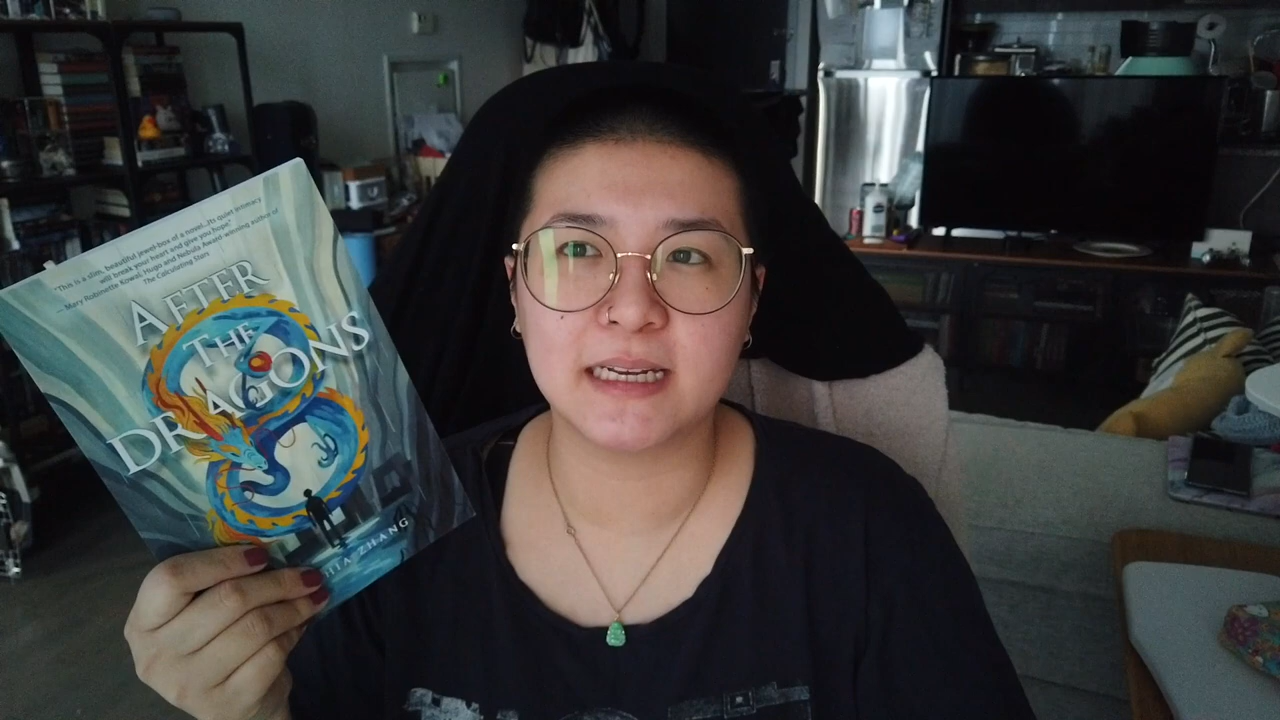 "This is a slim, beautiful jewel-box of a novel...Its quiet intimacy
will break your heart and give you hope"
— Mary Robinette Kowal, Hugo and Nebula Award-winning author of
The Calculating Stars
AFTER
THE
DRAGONS
ZHANG